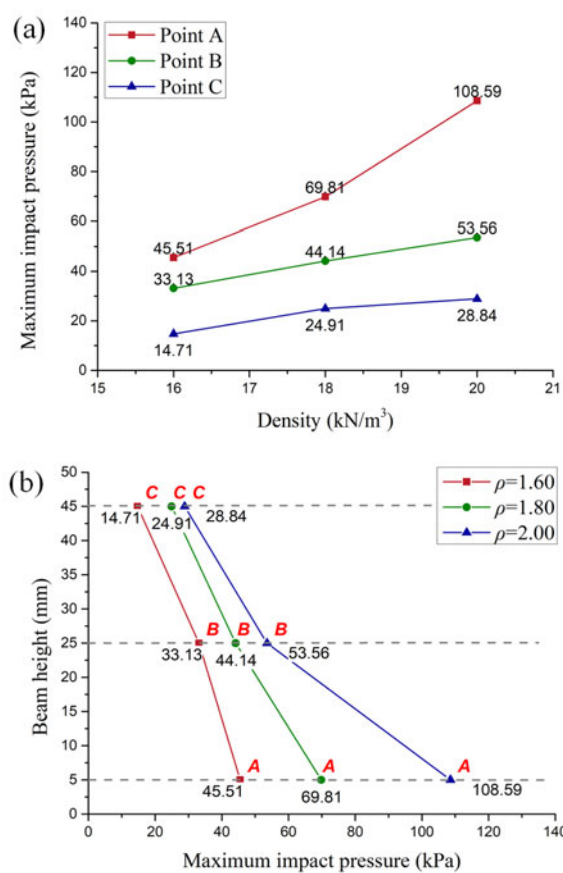 (a)
Point A
Point B
Point C
Maximum impact pressure (kPa)
140
120
100
80
60
40
20
0
108.59
69.81
53.56
45.51
44.14
33.13
28.84
24.91
14.71
15 16 17 18 19 20 21
Density (kN/m³)
(b)
ρ=1.60
ρ=1.80
ρ=2.00
Beam height (mm)
50
45
40
35
30
25
20
15
10
5
0
C C C
14.71 24.91 28.84
B B B
33.13 44.14 53.56
A A A
45.51 69.81 108.59
0 20 40 60 80 100 120 140
Maximum impact pressure (kPa)